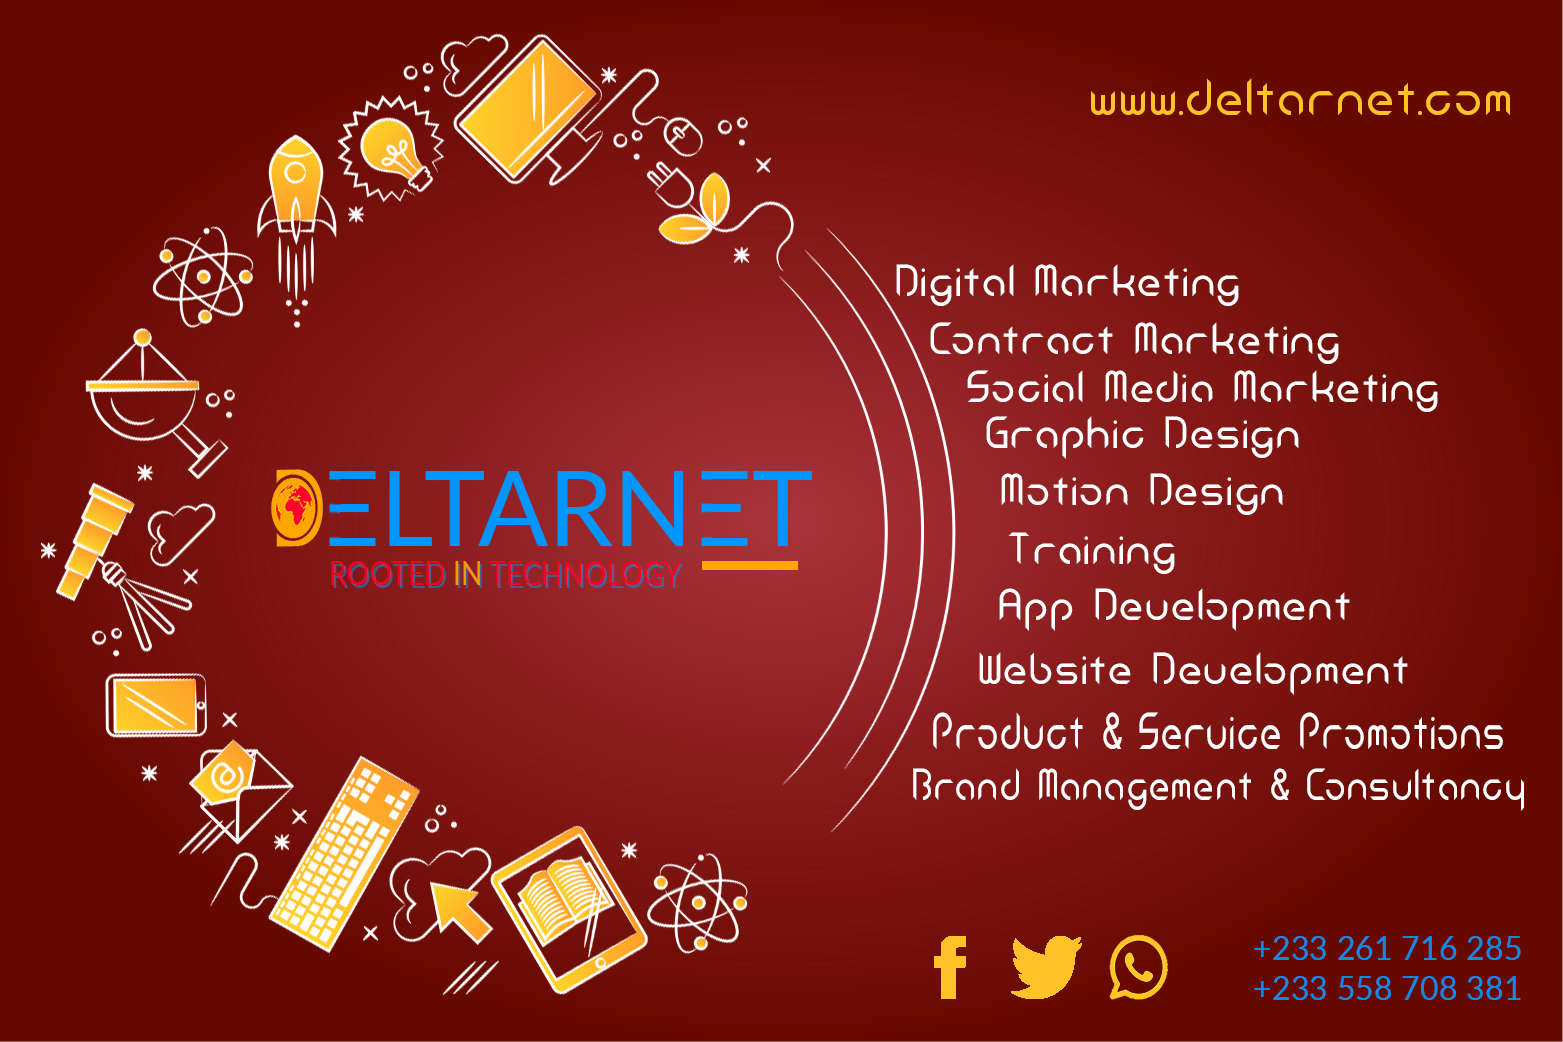 www.deltarnet.com
Digital Marketing
Contract Marketing
Social Media Marketing
Graphic Design
Motion Design
Training
App Development
Website Development
Product & Service Promotions
Brand Management & Consultancy
DELTARNET
ROOTED IN TECHNOLOGY
+233 261 716 285
+233 558 708 381